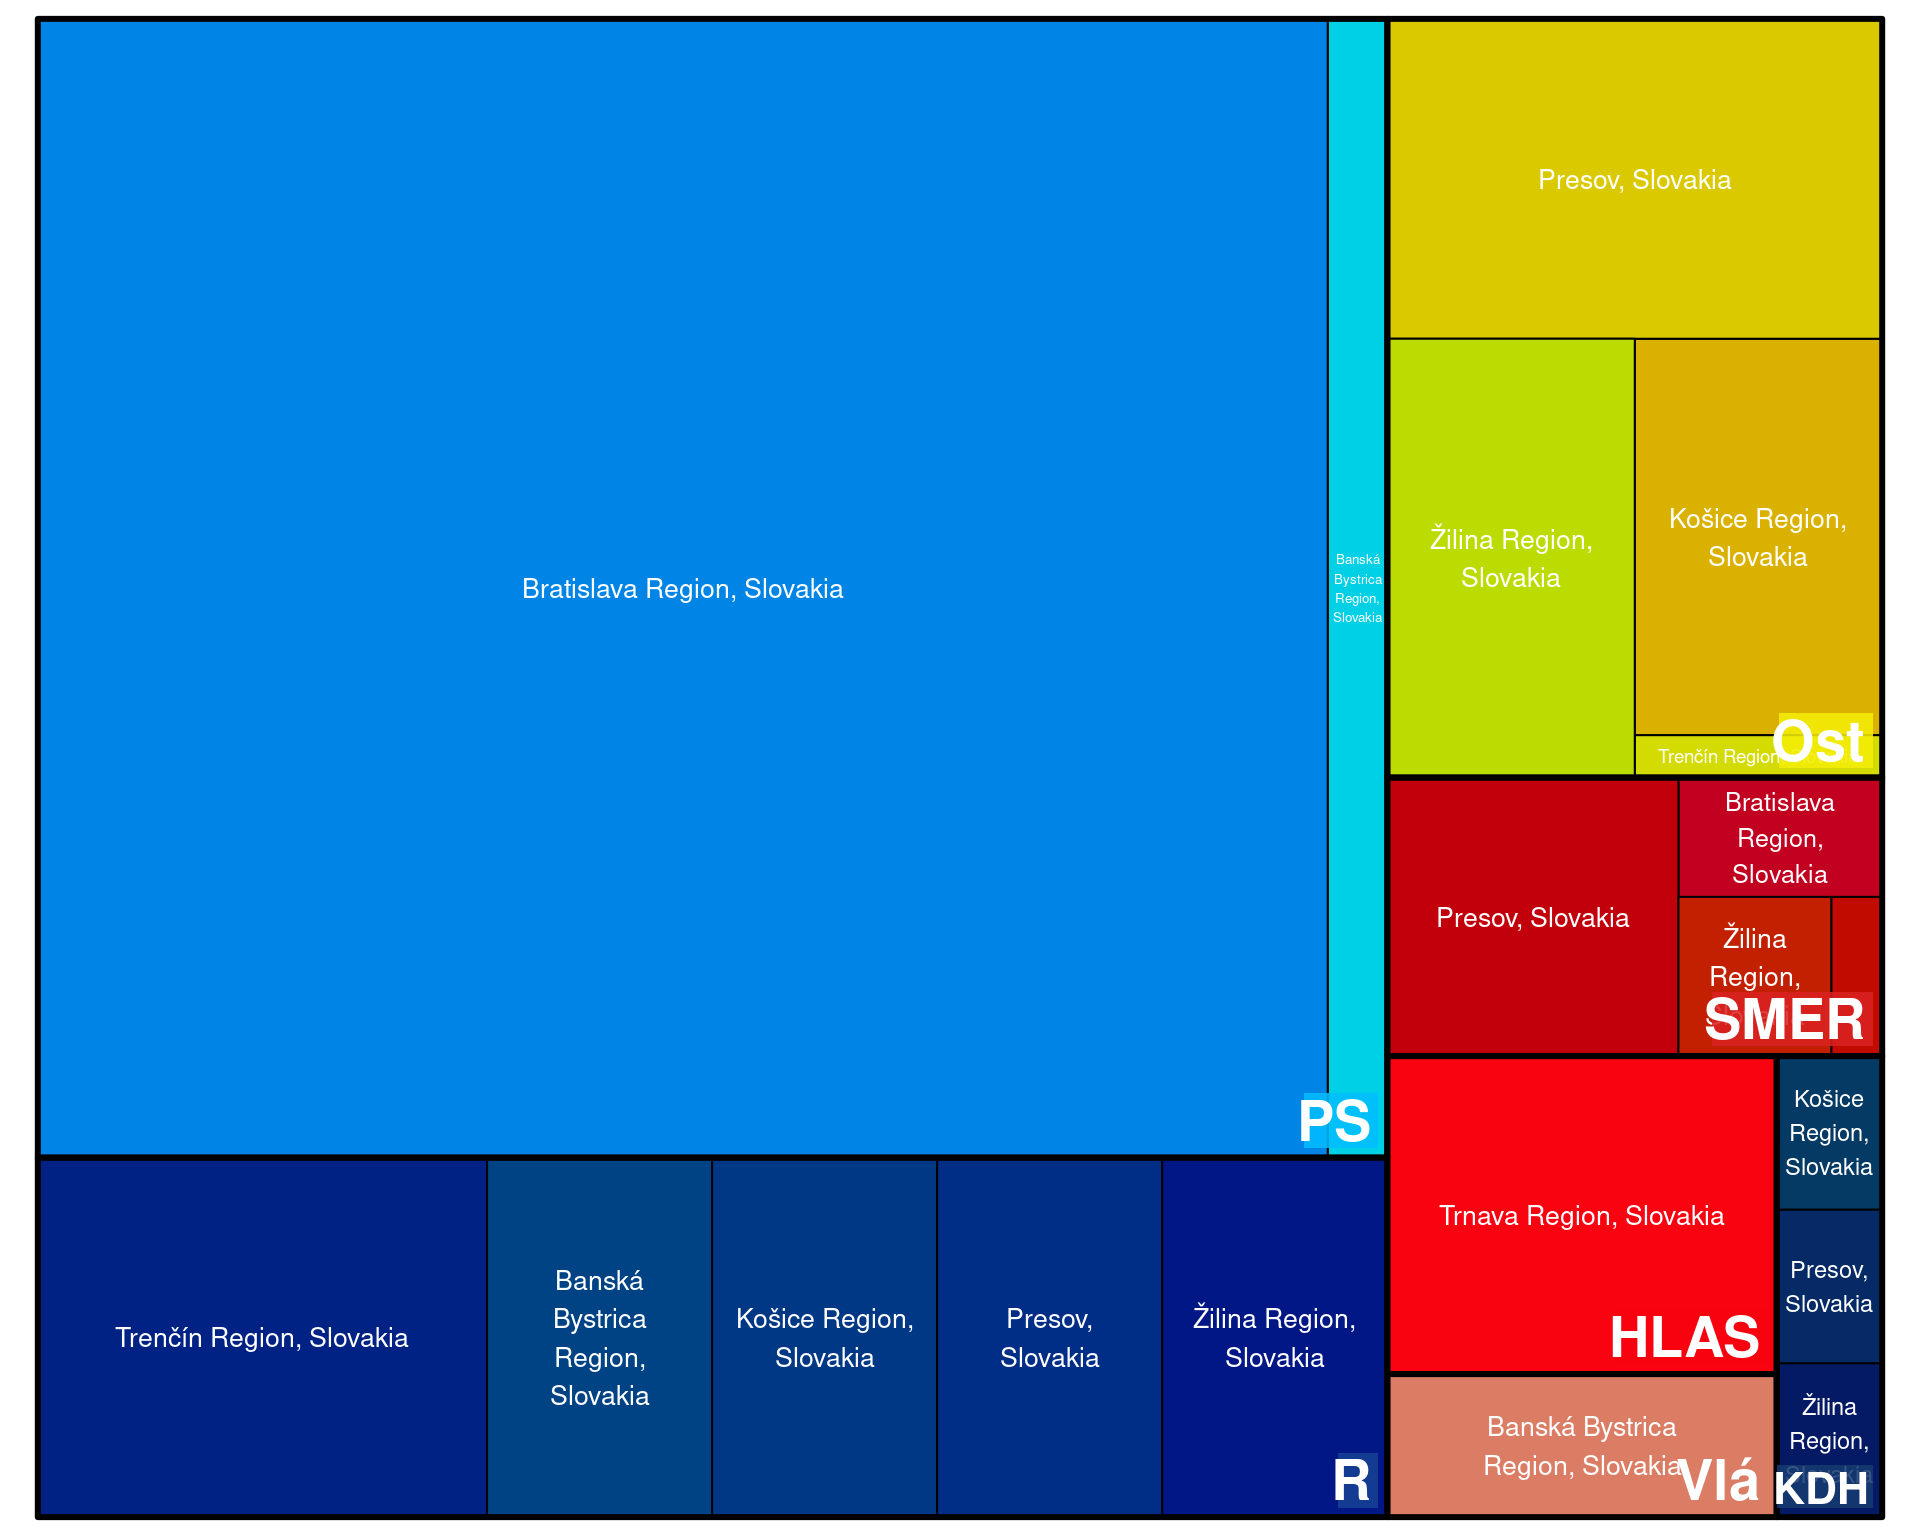 Bratislava Region, Slovakia
Banská
Bystrica
Region,
Slovakia
PS
Trenčín Region, Slovakia
Banská
Bystrica
Region,
Slovakia
Košice Region,
Slovakia
Presov,
Slovakia
Žilina Region,
Slovakia
R
Presov, Slovakia
Žilina Region,
Slovakia
Košice Region,
Slovakia
Trenčín Region
Ost
Presov, Slovakia
Bratislava
Region,
Slovakia
Žilina
Region,
SMER
Trnava Region, Slovakia
HLAS
Banská Bystrica
Region, Slovakia
Vlá
Košice
Region,
Slovakia
Presov,
Slovakia
Žilina
Region,
Slovakia
KDH